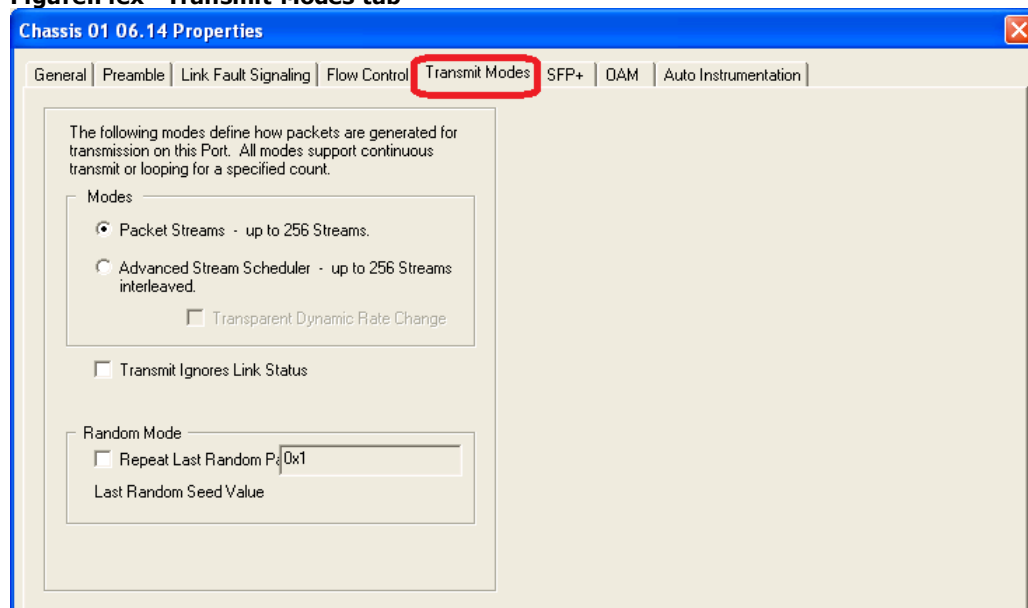 Chassis 01 06.14 Properties
General Preamble Link Fault Signaling Flow Control Transmit Modes SFP+ OAM Auto Instrumentation
The following modes define how packets are generated for
transmission on this Port. All modes support continuous
transmit or looping for a specified count.
Modes
Packet Streams - up to 256 Streams.
Advanced Stream Scheduler - up to 256 Streams
interleaved.
Transparent Dynamic Rate Change
Transmit Ignores Link Status
Random Mode
Repeat Last Random 0x1
Last Random Seed Value